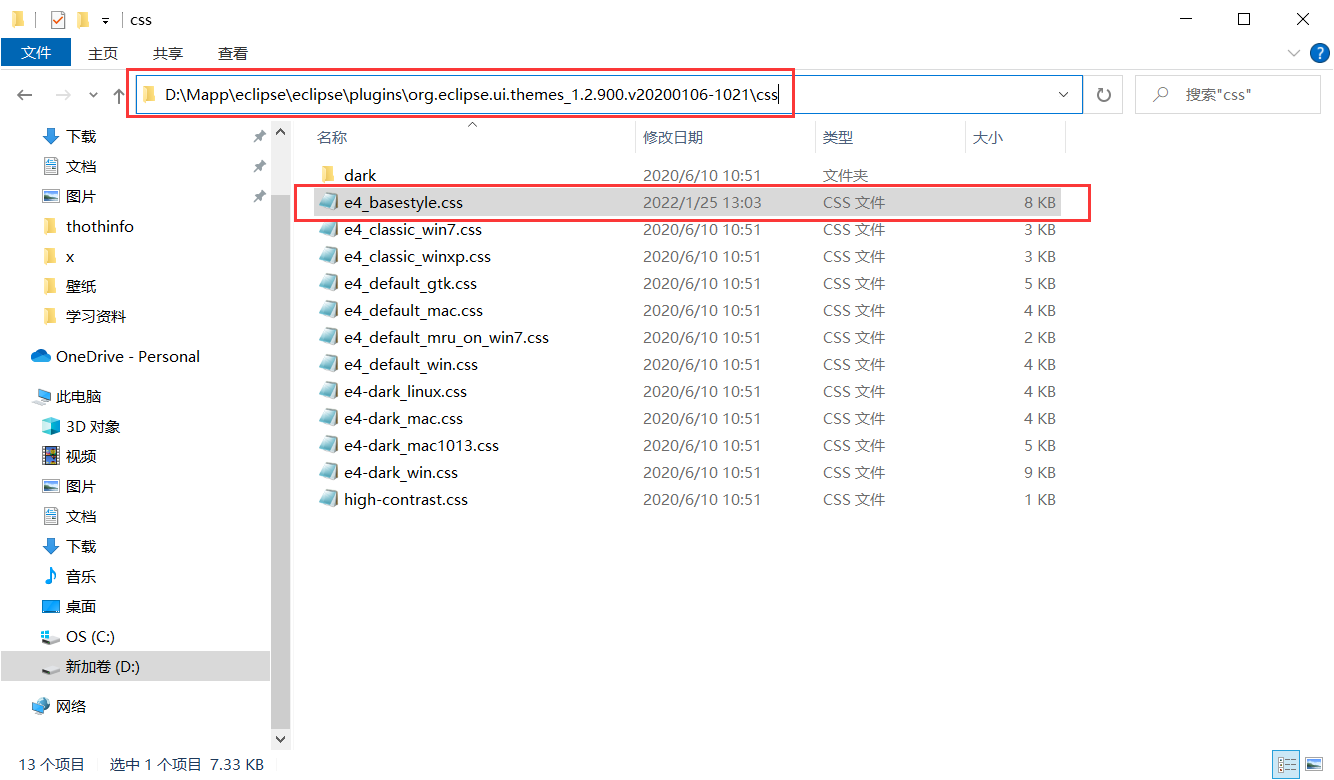 css
文件 主页 共享 查看 ?
D:\Mapp\eclipse\eclipse\plugins\org.eclipse.ui.themes_1.2.900.v20200106-1021\css 搜索"css"
下载
文档
图片
thothinfo
x
壁纸
学习资料
OneDrive - Personal
此电脑
3D 对象
视频
图片
文档
下载
音乐
桌面
OS (C:)
新加卷 (D:)
网络
名称 修改日期 类型 大小
dark 2020/6/10 10:51 文件夹
e4_basestyle.css 2022/1/25 13:03 CSS 文件 8 KB
e4_classic_win7.css 2020/6/10 10:51 CSS 文件 3 KB
e4_classic_winxp.css 2020/6/10 10:51 CSS 文件 3 KB
e4_default_gtk.css 2020/6/10 10:51 CSS 文件 5 KB
e4_default_mac.css 2020/6/10 10:51 CSS 文件 4 KB
e4_default_mru_on_win7.css 2020/6/10 10:51 CSS 文件 2 KB
e4_default_win.css 2020/6/10 10:51 CSS 文件 4 KB
e4-dark_linux.css 2020/6/10 10:51 CSS 文件 4 KB
e4-dark_mac.css 2020/6/10 10:51 CSS 文件 4 KB
e4-dark_mac1013.css 2020/6/10 10:51 CSS 文件 5 KB
e4-dark_win.css 2020/6/10 10:51 CSS 文件 9 KB
high-contrast.css 2020/6/10 10:51 CSS 文件 1 KB
13 个项目 选中 1 个项目 7.33 KB